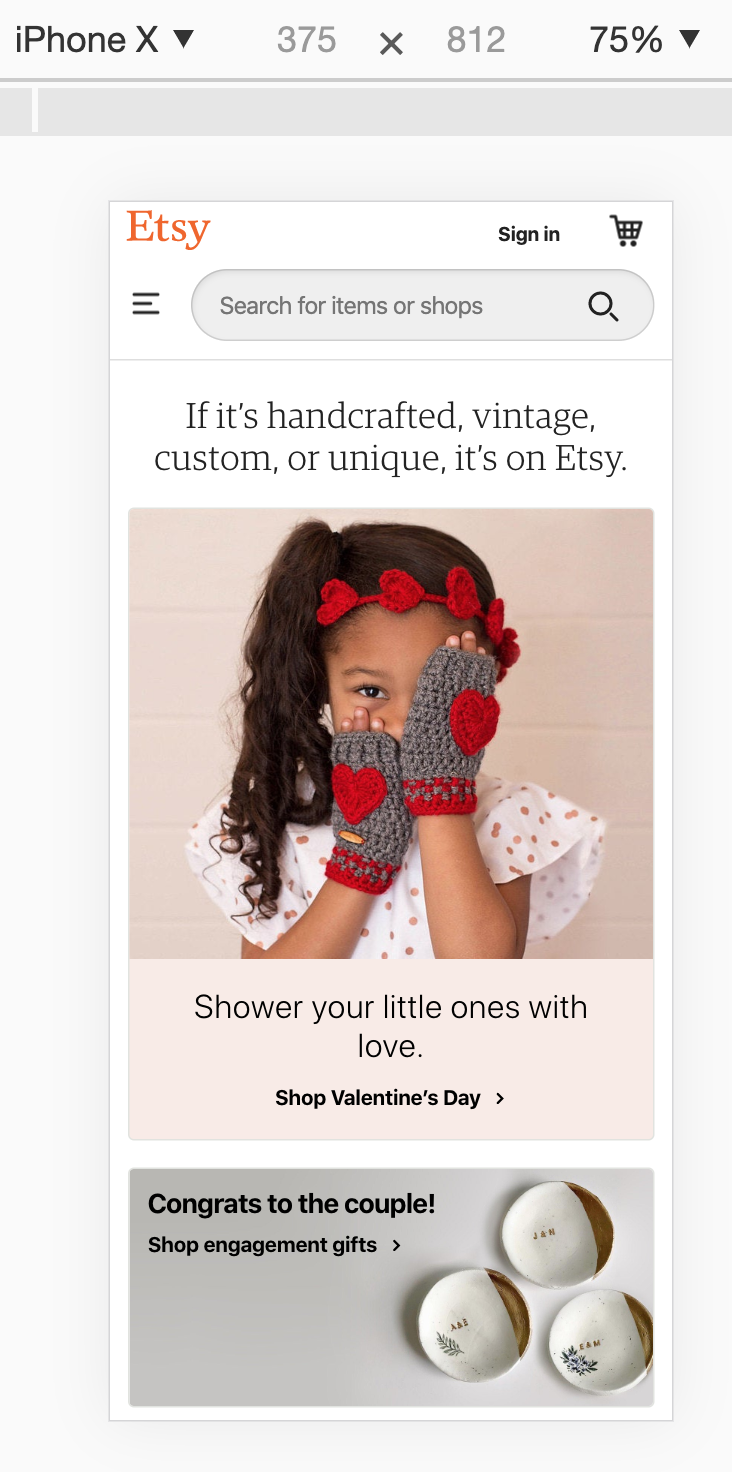 iPhone X ▼ 375 × 812 75% ▼
Etsy
Sign in
Search for items or shops
If it’s handcrafted, vintage,
custom, or unique, it’s on Etsy.
Shower your little ones with
love.
Shop Valentine’s Day >
Congrats to the couple!
Shop engagement gifts >
J & N
A & E
E & M